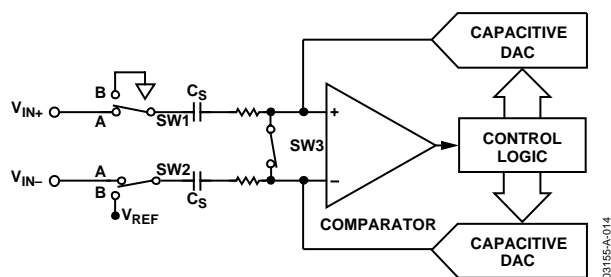 CAPACITIVE
DAC
B
CS
VIN+
A
SW1
+
SW3
CONTROL
LOGIC
VIN–
A
SW2
–
B
CS
VREF
COMPARATOR
CAPACITIVE
DAC
03155-A-014